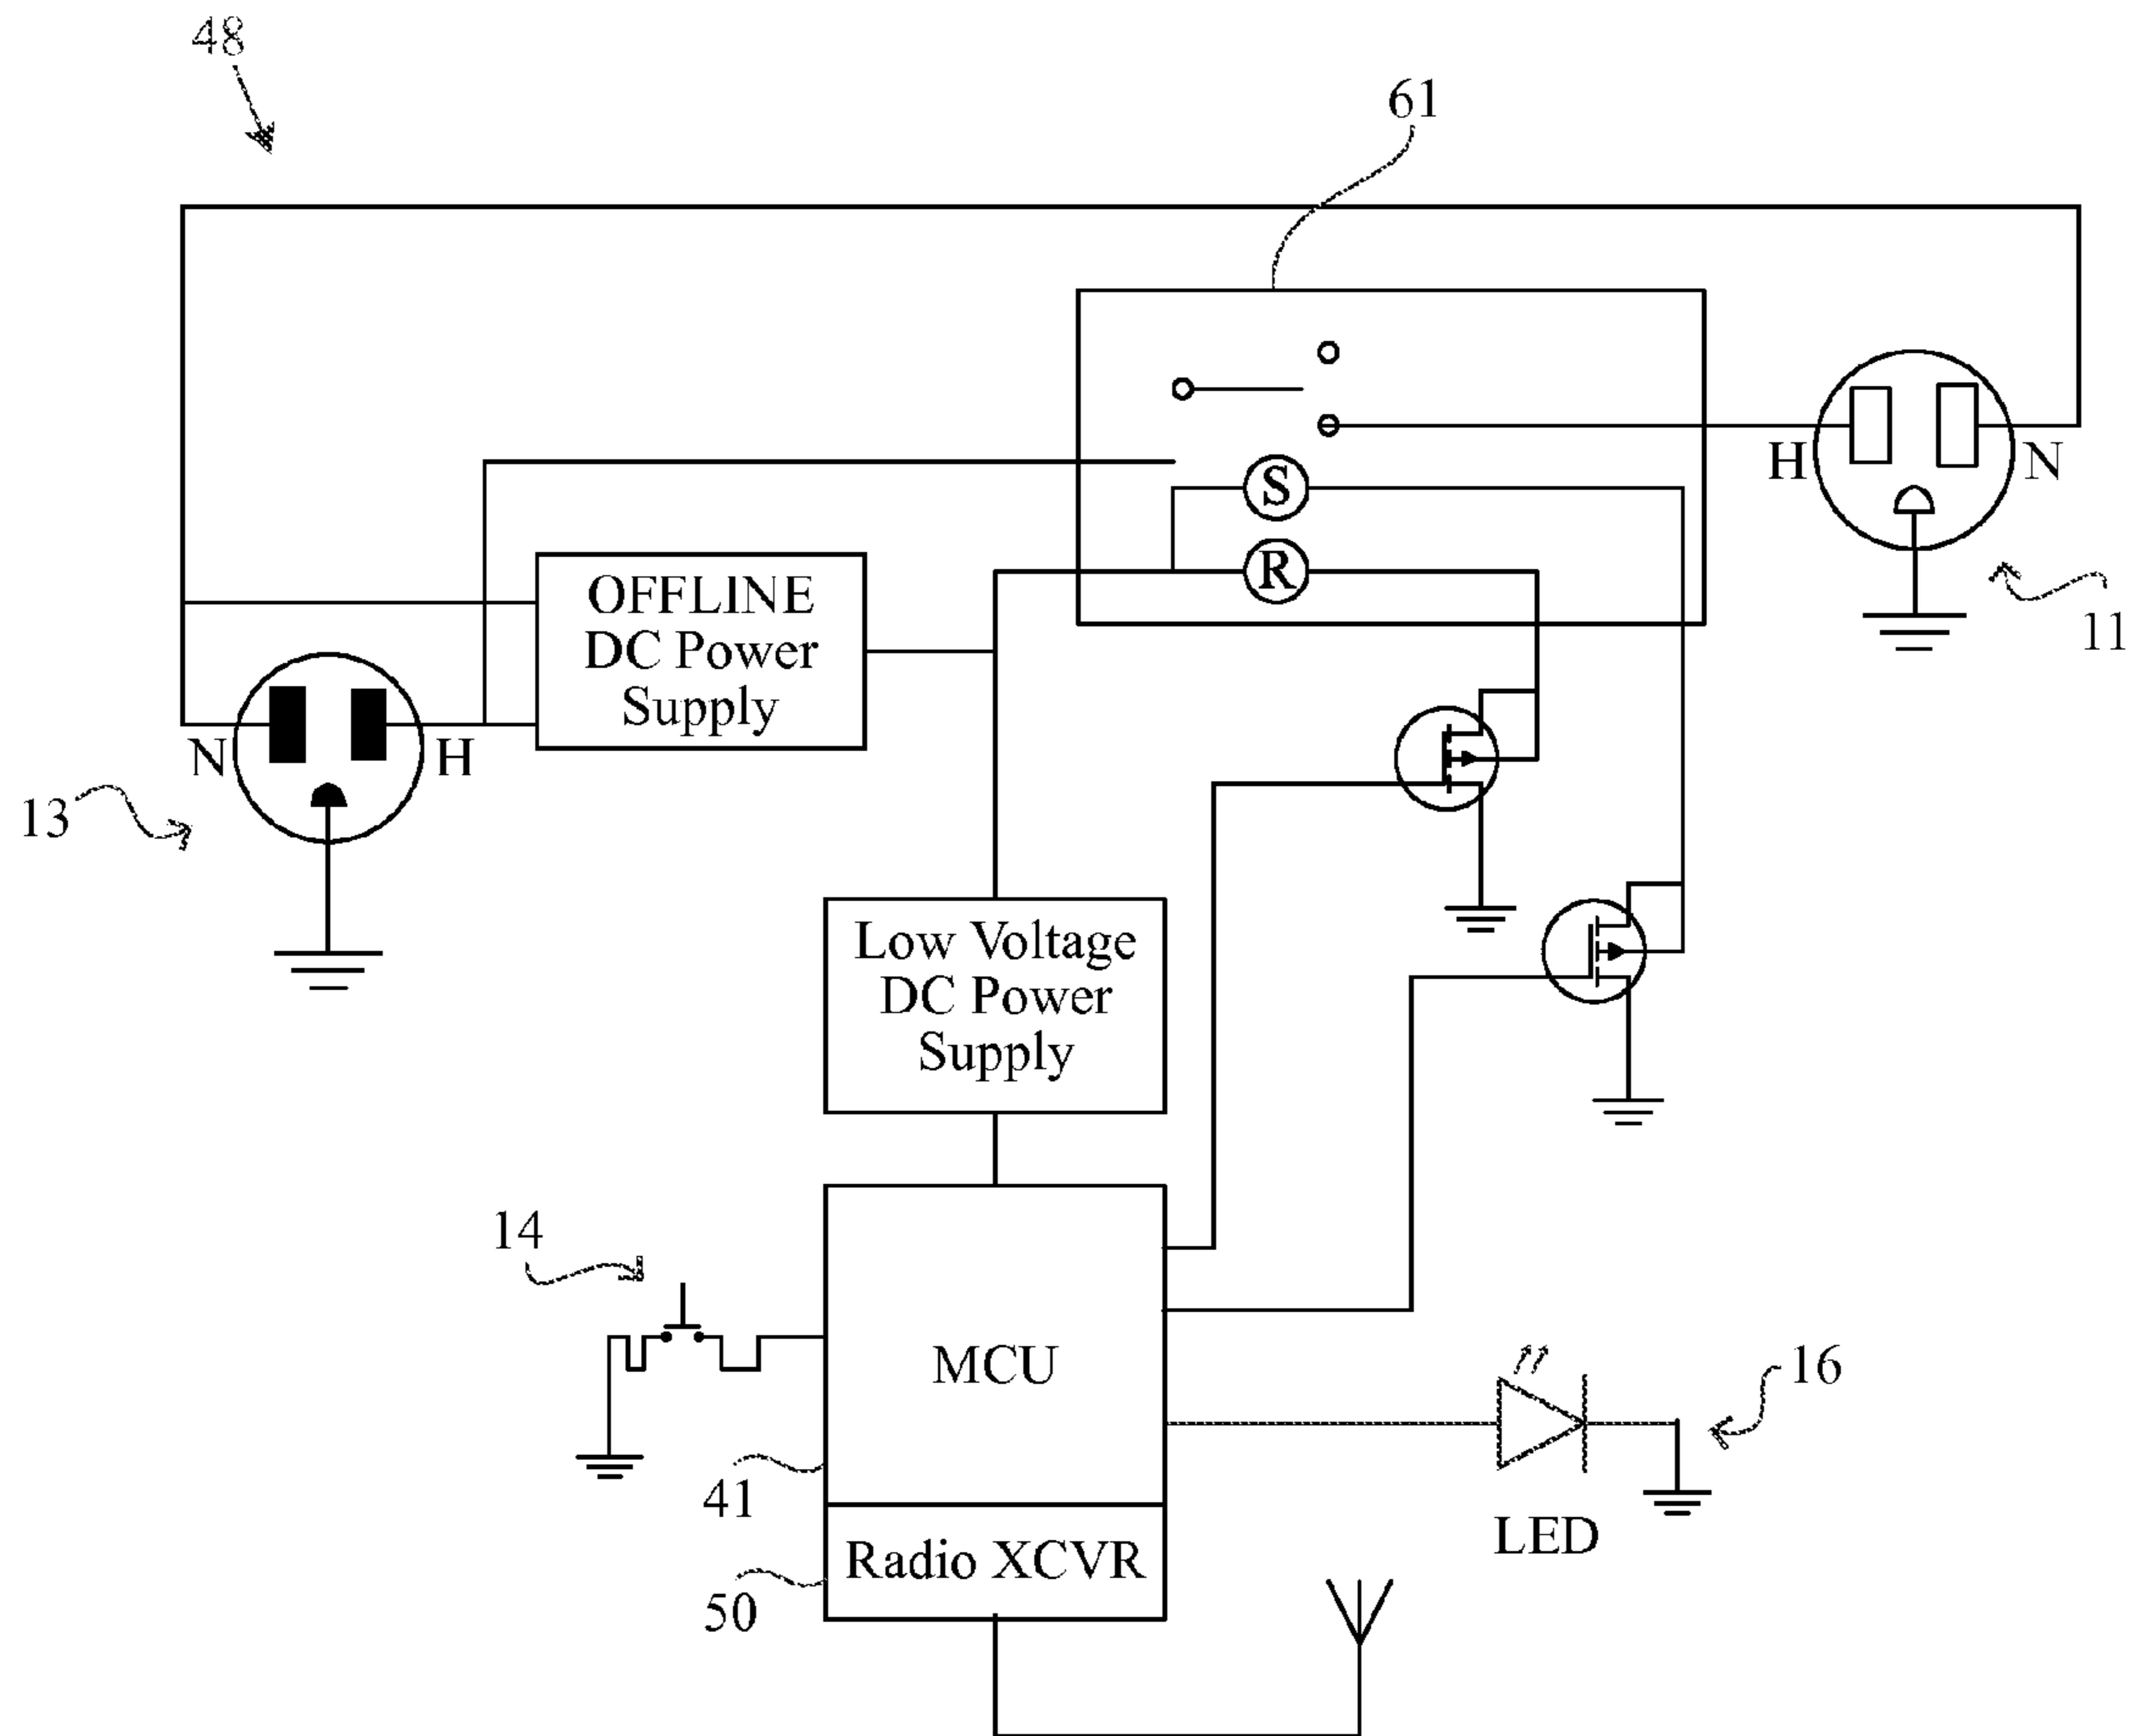 48
61
S
H
N
OFFLINE
DC Power
Supply
R
11
N
H
13
Low Voltage
DC Power
Supply
14
MCU
16
41
LED
Radio XCVR
50